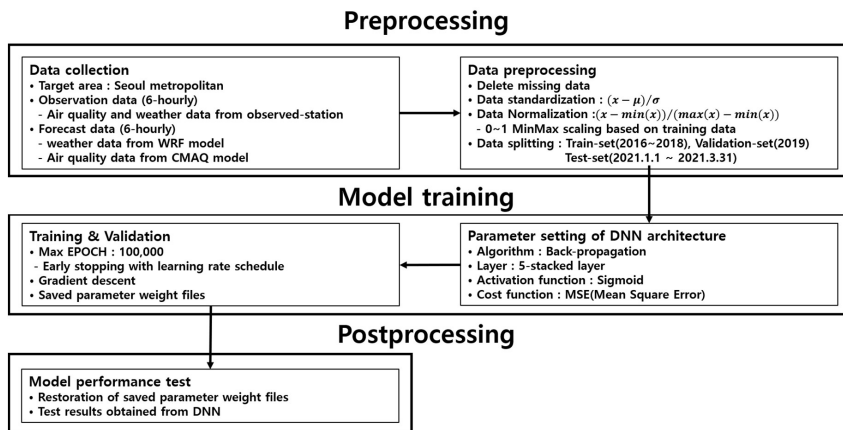 Preprocessing
Data collection
• Target area : Seoul metropolitan
• Observation data (6-hourly)
- Air quality and weather data from observed-station
• Forecast data (6-hourly)
- weather data from WRF model
- Air quality data from CMAQ model
Data preprocessing
• Delete missing data
• Data standardization : (x − μ)/σ
• Data Normalization :(x − min(x))/(max(x) − min(x))
- 0~1 MinMax scaling based on training data
• Data splitting : Train-set(2016~2018), Validation-set(2019)
Test-set(2021.1.1 ~ 2021.3.31)
Model training
Training & Validation
• Max EPOCH : 100,000
- Early stopping with learning rate schedule
• Gradient descent
• Saved parameter weight files
Parameter setting of DNN architecture
• Algorithm : Back-propagation
• Layer : 5-stacked layer
• Activation function : Sigmoid
• Cost function : MSE(Mean Square Error)
Postprocessing
Model performance test
• Restoration of saved parameter weight files
• Test results obtained from DNN